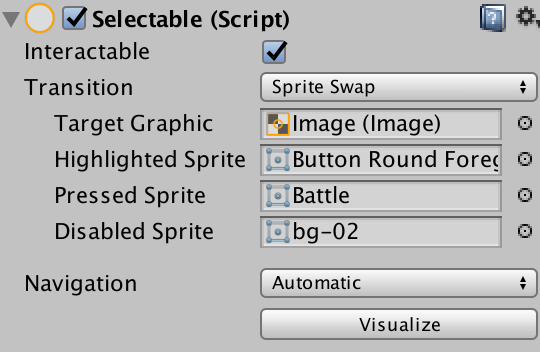 Selectable (Script)
Interactable
Transition Sprite Swap
Target Graphic Image (Image)
Highlighted Sprite Button Round Foreg
Pressed Sprite Battle
Disabled Sprite bg-02
Navigation Automatic
Visualize